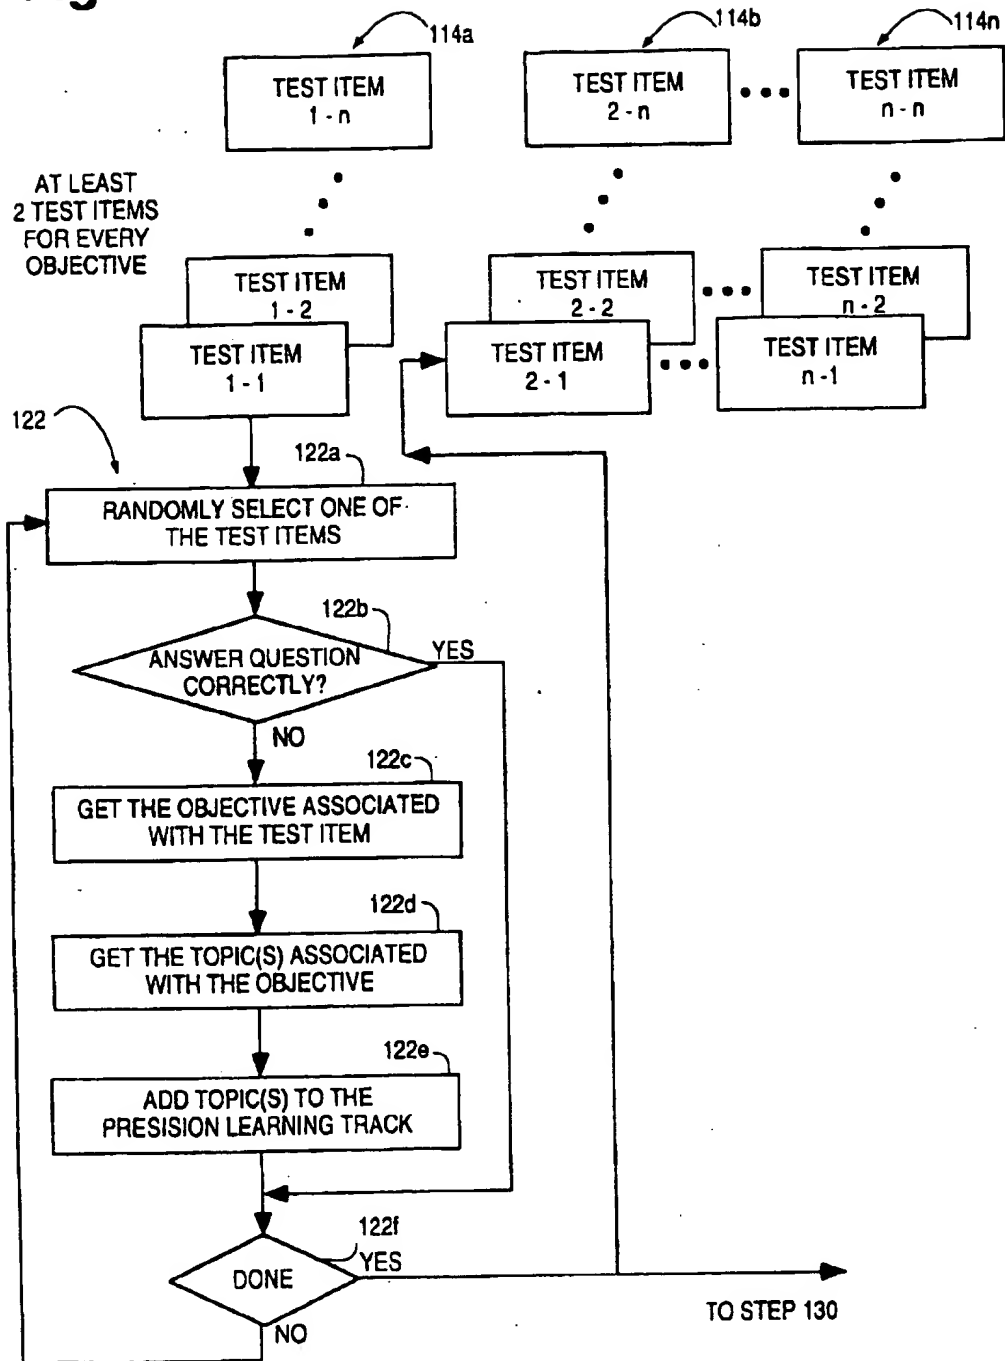 114a
114b
114n
TEST ITEM
1 - n
TEST ITEM
2 - n
TEST ITEM
n - n
AT LEAST
2 TEST ITEMS
FOR EVERY
OBJECTIVE
TEST ITEM
1 - 2
TEST ITEM
2 - 2
TEST ITEM
n - 2
TEST ITEM
1 - 1
TEST ITEM
2 - 1
TEST ITEM
n - 1
122
122a
RANDOMLY SELECT ONE OF
THE TEST ITEMS
122b
ANSWER QUESTION
CORRECTLY?
YES
NO
122c
GET THE OBJECTIVE ASSOCIATED
WITH THE TEST ITEM
122d
GET THE TOPIC(S) ASSOCIATED
WITH THE OBJECTIVE
122e
ADD TOPIC(S) TO THE
PRESISION LEARNING TRACK
122f
DONE
YES
NO
TO STEP 130